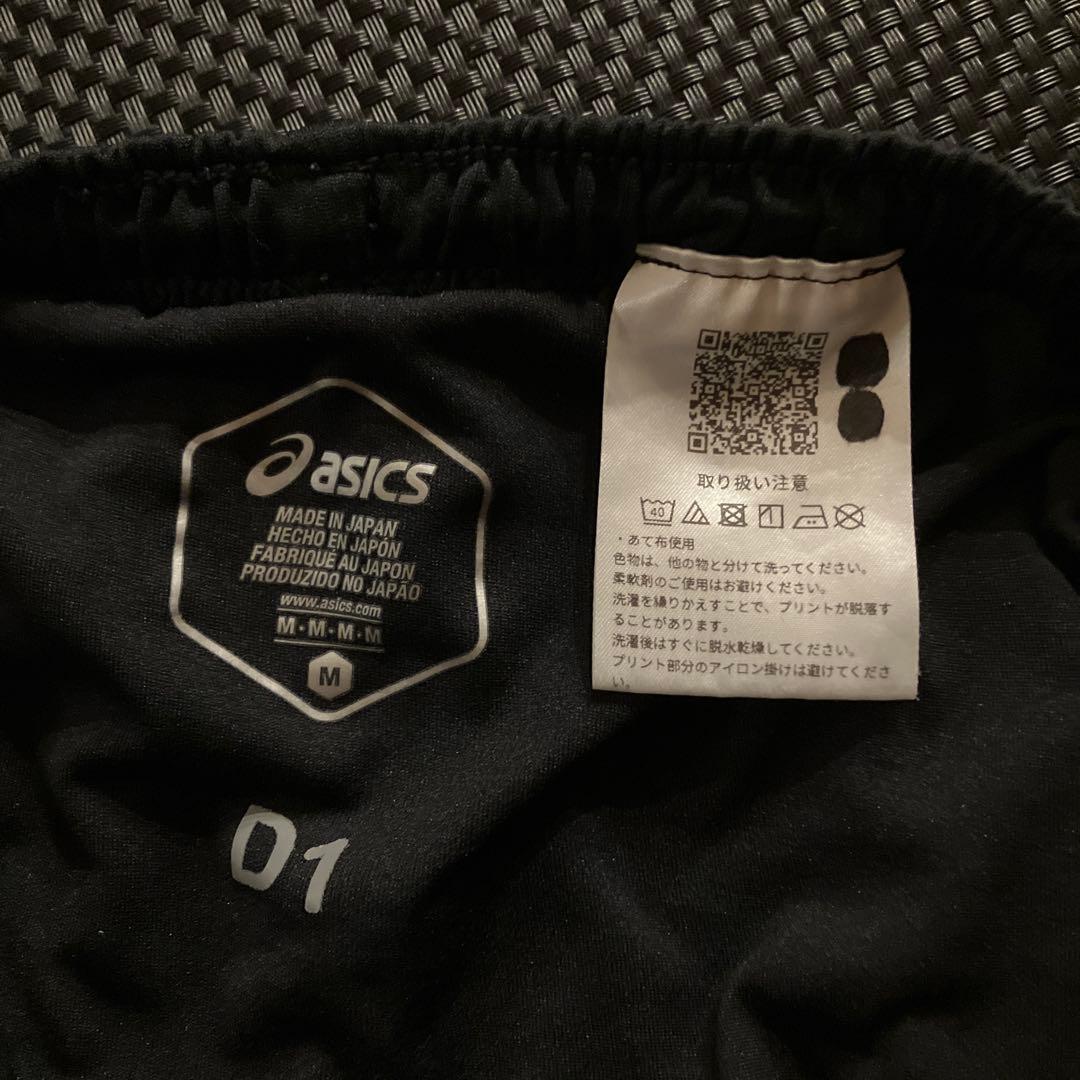 asics
MADE IN JAPAN
HECHO EN JAPÓN
FABRIQUÉ AU JAPON
PRODUZIDO NO JAPÃO
www.asics.com
M・M・M・M
M
01
取り扱い注意
40
1
・あて布使用
色物は、他の物と分けて洗ってください。
柔軟剤のご使用はお避けください。
洗濯を繰りかえすことで、プリントが脱落す
ることがあります。
洗濯後はすぐに脱水乾燥してください。
プリント部分のアイロン掛けは避けてくださ
い。